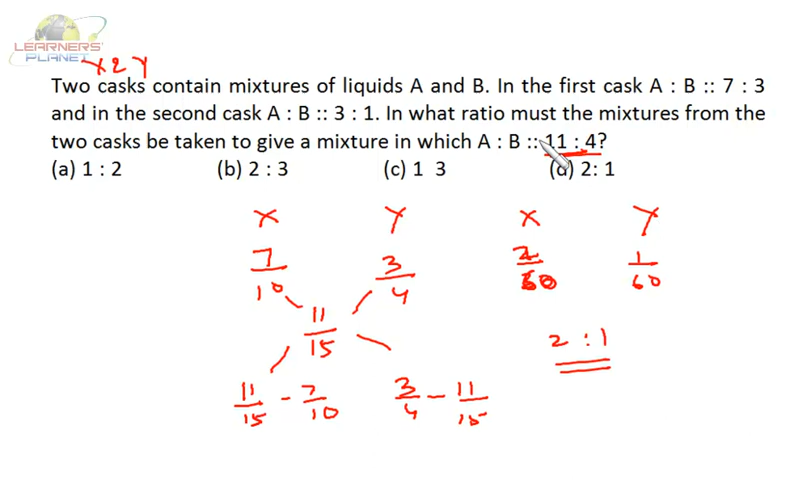 LEARNERS'
PLANET
X 2 Y
Two casks contain mixtures of liquids A and B. In the first cask A : B :: 7 : 3
and in the second cask A : B :: 3 : 1. In what ratio must the mixtures from the
two casks be taken to give a mixture in which A : B :: 11 : 4?
(a) 1 : 2 (b) 2 : 3 (c) 1 3 (d) 2: 1
X Y X Y
7/10 3/4 2/60 1/60
11/15
2 : 1
11/15 - 7/10 3/4 - 11/15